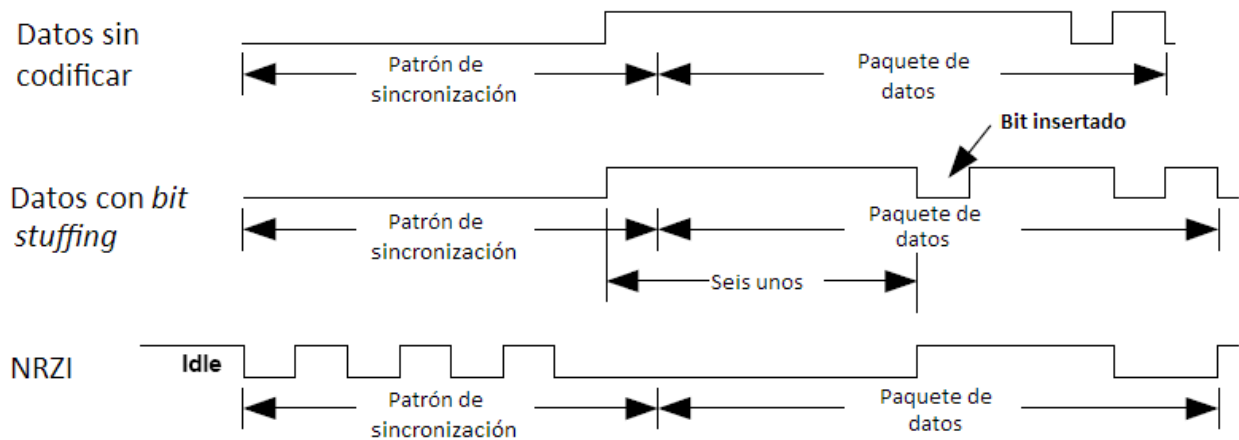 Datos sin
codificar
Patrón de
sincronización
Paquete de
datos
Bit insertado
Datos con bit
stuffing
Patrón de
sincronización
Paquete de
datos
Seis unos
NRZI
Idle
Patrón de
sincronización
Paquete de
datos